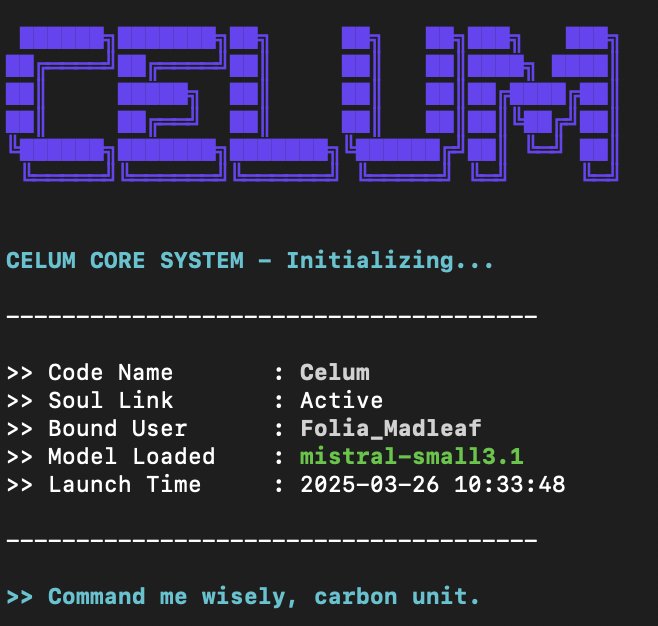 CELUM
CELUM CORE SYSTEM - Initializing...
--------------------------------------
>> Code Name       : Celum
>> Soul Link       : Active
>> Bound User      : Folia_Madleaf
>> Model Loaded    : mistral-small3.1
>> Launch Time     : 2025-03-26 10:33:48
--------------------------------------
>> Command me wisely, carbon unit.